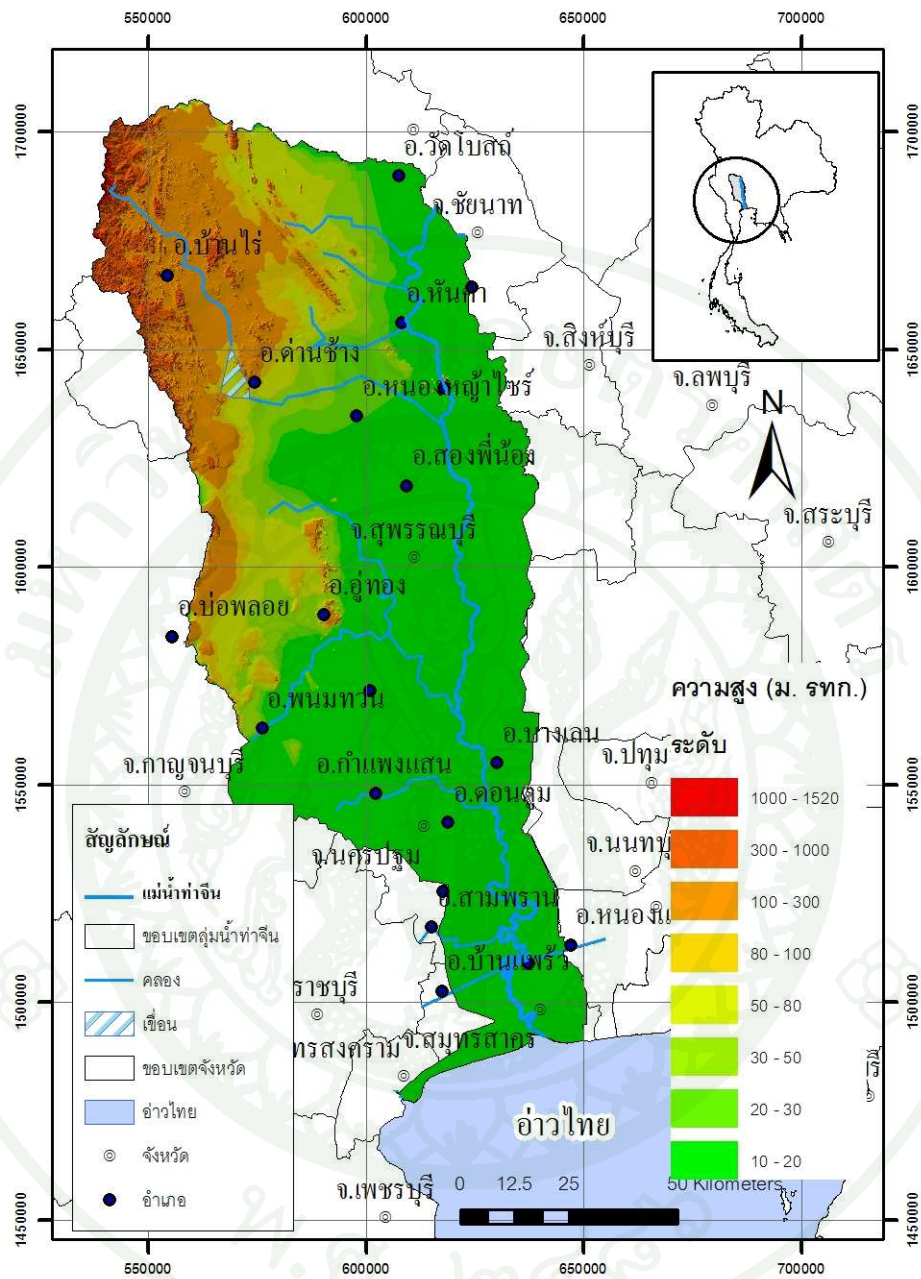 550000 600000 650000 700000
1700000
1650000
1600000
1550000
1500000
1450000
1700000
1650000
1600000
1550000
1500000
1450000
อ.วัดโบสถ์
จ.ชัยนาท
อ.บ้านไร่
อ.หันคา
จ.สิงห์บุรี
อ.ด่านช้าง
จ.ลพบุรี
อ.หนองหญ้าไซร์
N
อ.สองพี่น้อง
จ.สระบุรี
จ.สุพรรณบุรี
อ.อู่ทอง
อ.บ่อพลอย
อ.พนมทวน
อ.บางเลน
จ.ปทุม
จ.กาญจนบุรี
อ.กำแพงแสน
อ.ดอนตูม
จ.นนทบุ
จ.นครปฐม
อ.สามพราน
อ.หนองแ
อ.บ้านแพร้ว
ราชบุรี
จ.สมุทรสาคร
ทรสงคราม
อ่าวไทย
จ.เพชรบุรี
ความสูง (ม. รทก.)
ระดับ
1000 - 1520
300 - 1000
100 - 300
80 - 100
50 - 80
30 - 50
20 - 30
10 - 20
สัญลักษณ์
แม่น้ำท่าจีน
ขอบเขตลุ่มน้ำท่าจีน
คลอง
เขื่อน
ขอบเขตจังหวัด
อ่าวไทย
จังหวัด
อำเภอ
0 12.5 25 50 Kilometers
550000 600000 650000 700000